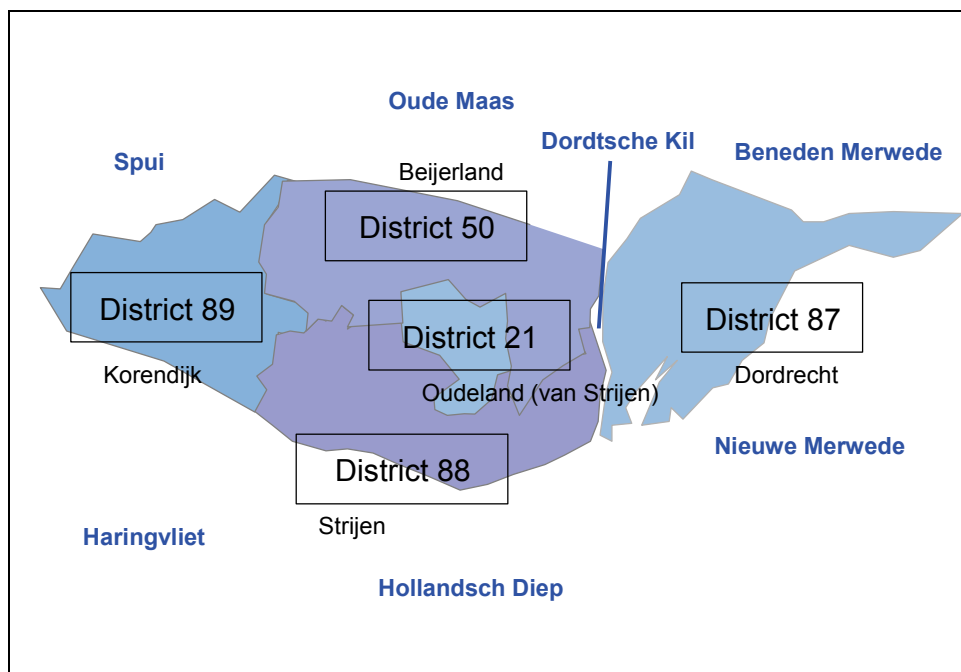 Oude Maas
Dordtsche Kil
Beneden Merwede
Spui
Beijerland
District 50
District 89
District 21
District 87
Korendijk
Oudeland (van Strijen)
Dordrecht
Nieuwe Merwede
District 88
Strijen
Haringvliet
Hollandsch Diep